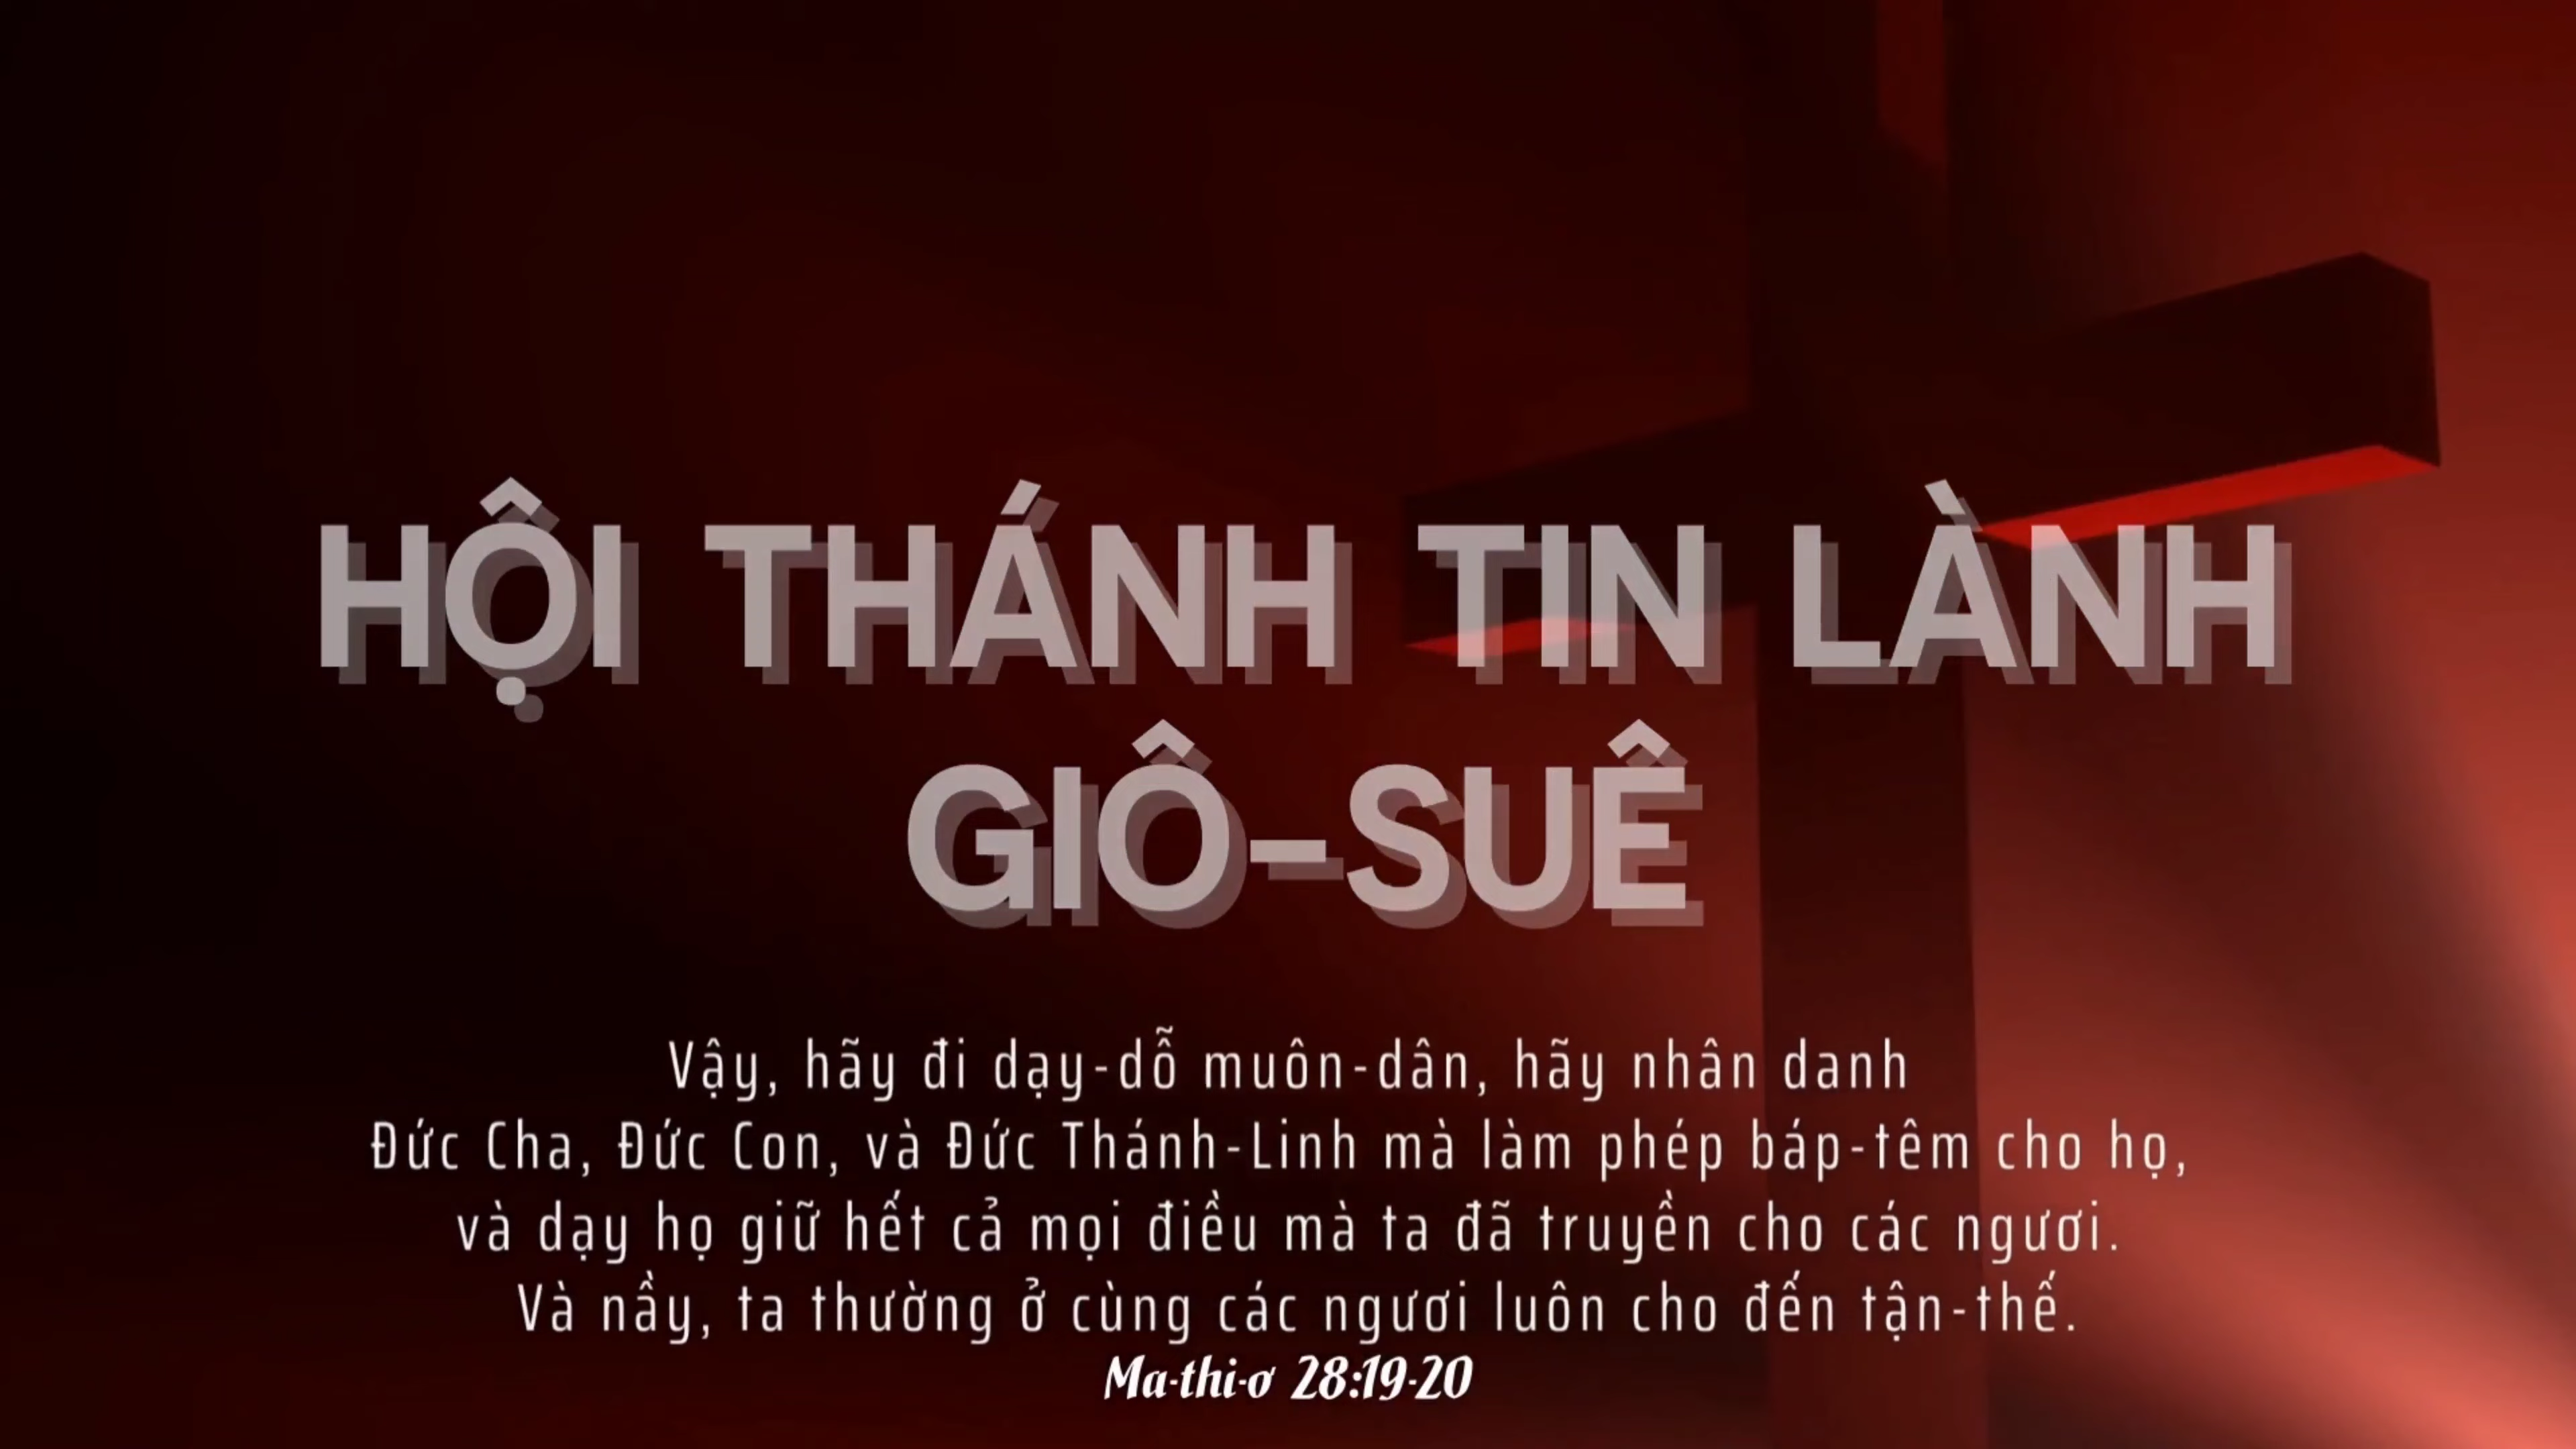 HỘI THÁNH TIN LÀNH
GIÔ-SUÊ
Vậy, hãy đi dạy-dỗ muôn-dân, hãy nhân danh
Đức Cha, Đức Con, và Đức Thánh-Linh mà làm phép báp-têm cho họ,
và dạy họ giữ hết cả mọi điều mà ta đã truyền cho các ngươi.
Và nầy, ta thường ở cùng các ngươi luôn cho đến tận-thế.
Ma-thi-ơ 28:19-20